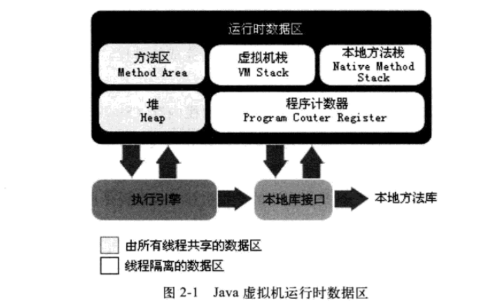 运行时数据区
方法区
Method Area
虚拟机栈
VM Stack
本地方法栈
Native Method
Stack
堆
Heap
程序计数器
Program Couter Register
执行引擎
本地库接口
本地方法库
由所有线程共享的数据区
线程隔离的数据区
图 2-1 Java 虚拟机运行时数据区